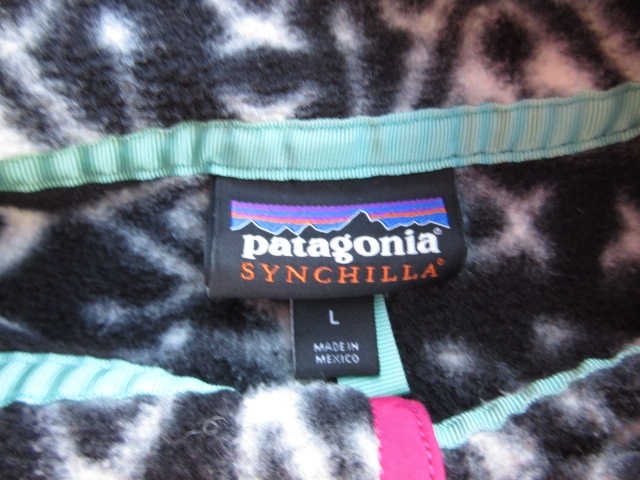 patagonia®
SYNCHILLA®
L
MADE IN
MEXICO